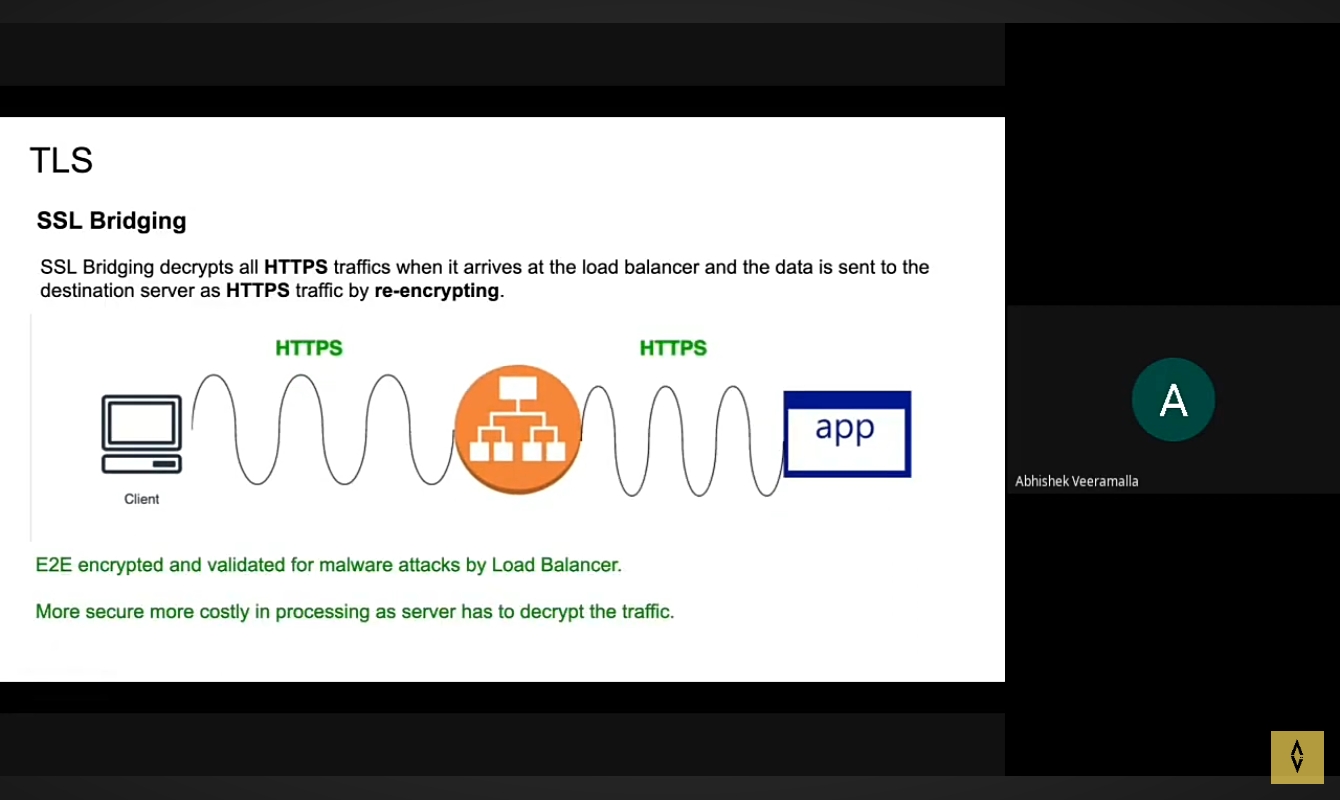 TLS
SSL Bridging
SSL Bridging decrypts all HTTPS traffics when it arrives at the load balancer and the data is sent to the
destination server as HTTPS traffic by re-encrypting.
HTTPS
HTTPS
app
Client
E2E encrypted and validated for malware attacks by Load Balancer.
More secure more costly in processing as server has to decrypt the traffic.
A
Abhishek Veeramalla